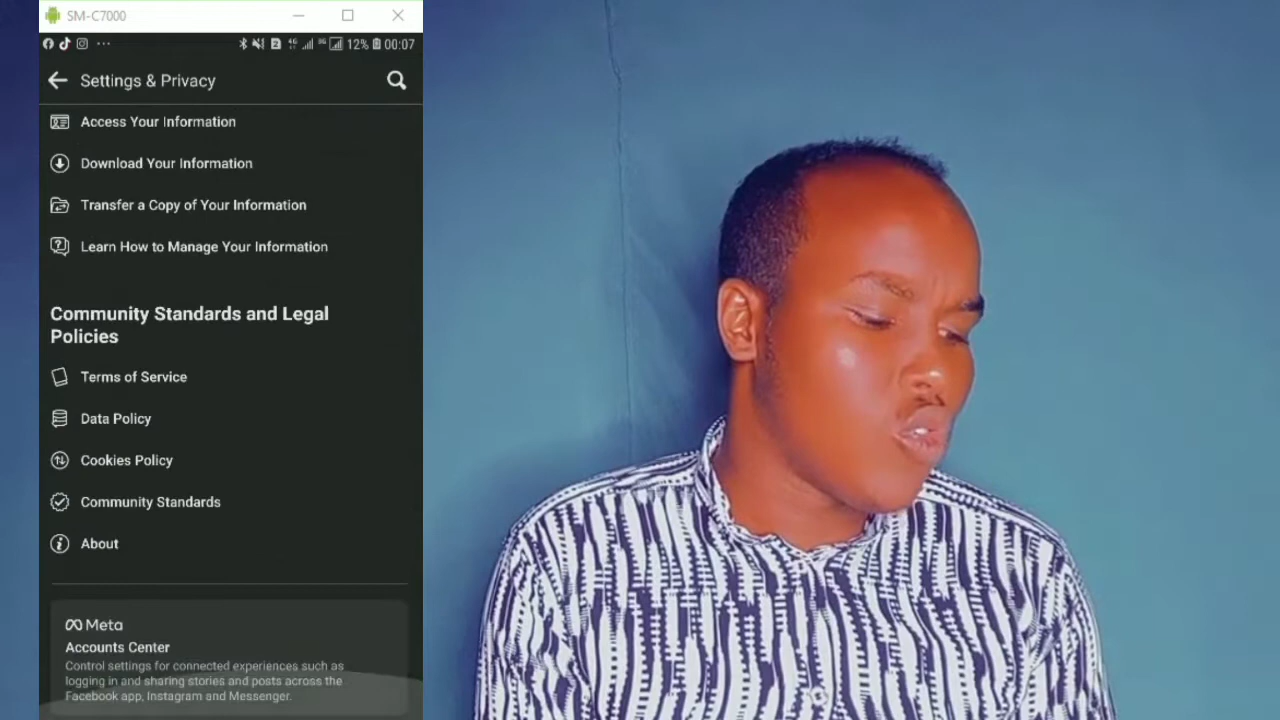 SM-C7000
12% 00:07
Settings & Privacy
Access Your Information
Download Your Information
Transfer a Copy of Your Information
Learn How to Manage Your Information
Community Standards and Legal
Policies
Terms of Service
Data Policy
Cookies Policy
Community Standards
About
Meta
Accounts Center
Control settings for connected experiences such as
logging in and sharing stories and posts across the
Facebook app, Instagram and Messenger.